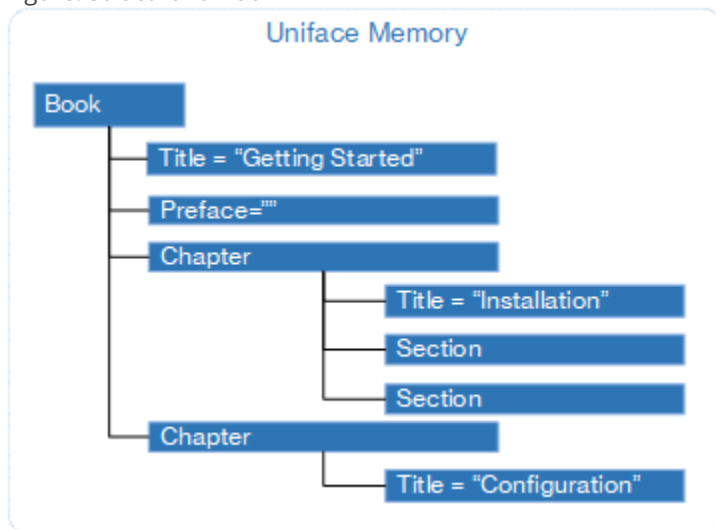 Uniface Memory
Book
Title = “Getting Started”
Preface=””
Chapter
Title = “Installation”
Section
Section
Chapter
Title = “Configuration”